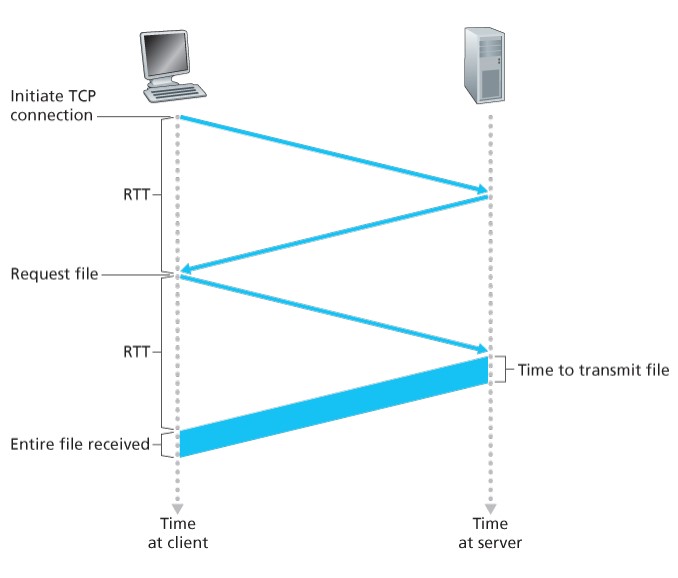 Initiate TCP
connection
RTT
Request file
RTT
Time to transmit file
Entire file received
Time
at client
Time
at server